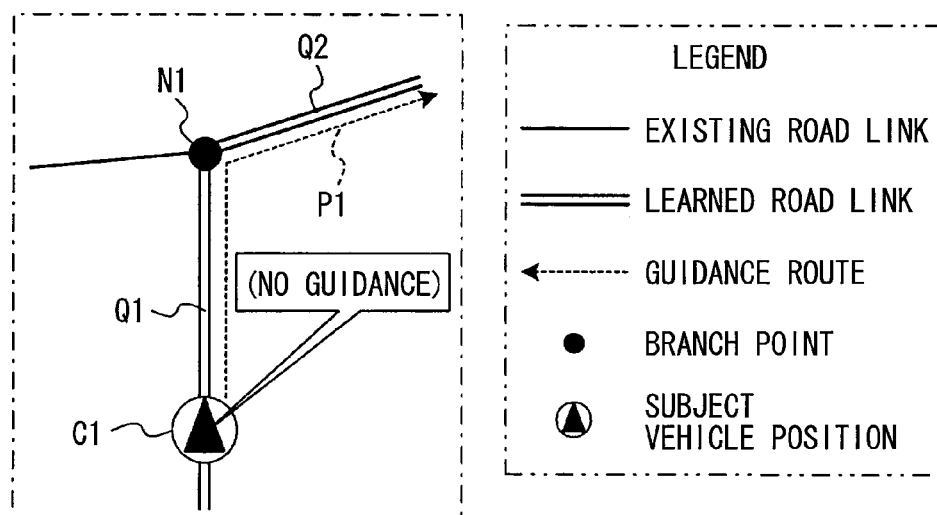 Q2
N1
P1
(NO GUIDANCE)
Q1
C1
LEGEND
EXISTING ROAD LINK
LEARNED ROAD LINK
GUIDANCE ROUTE
BRANCH POINT
SUBJECT
VEHICLE POSITION